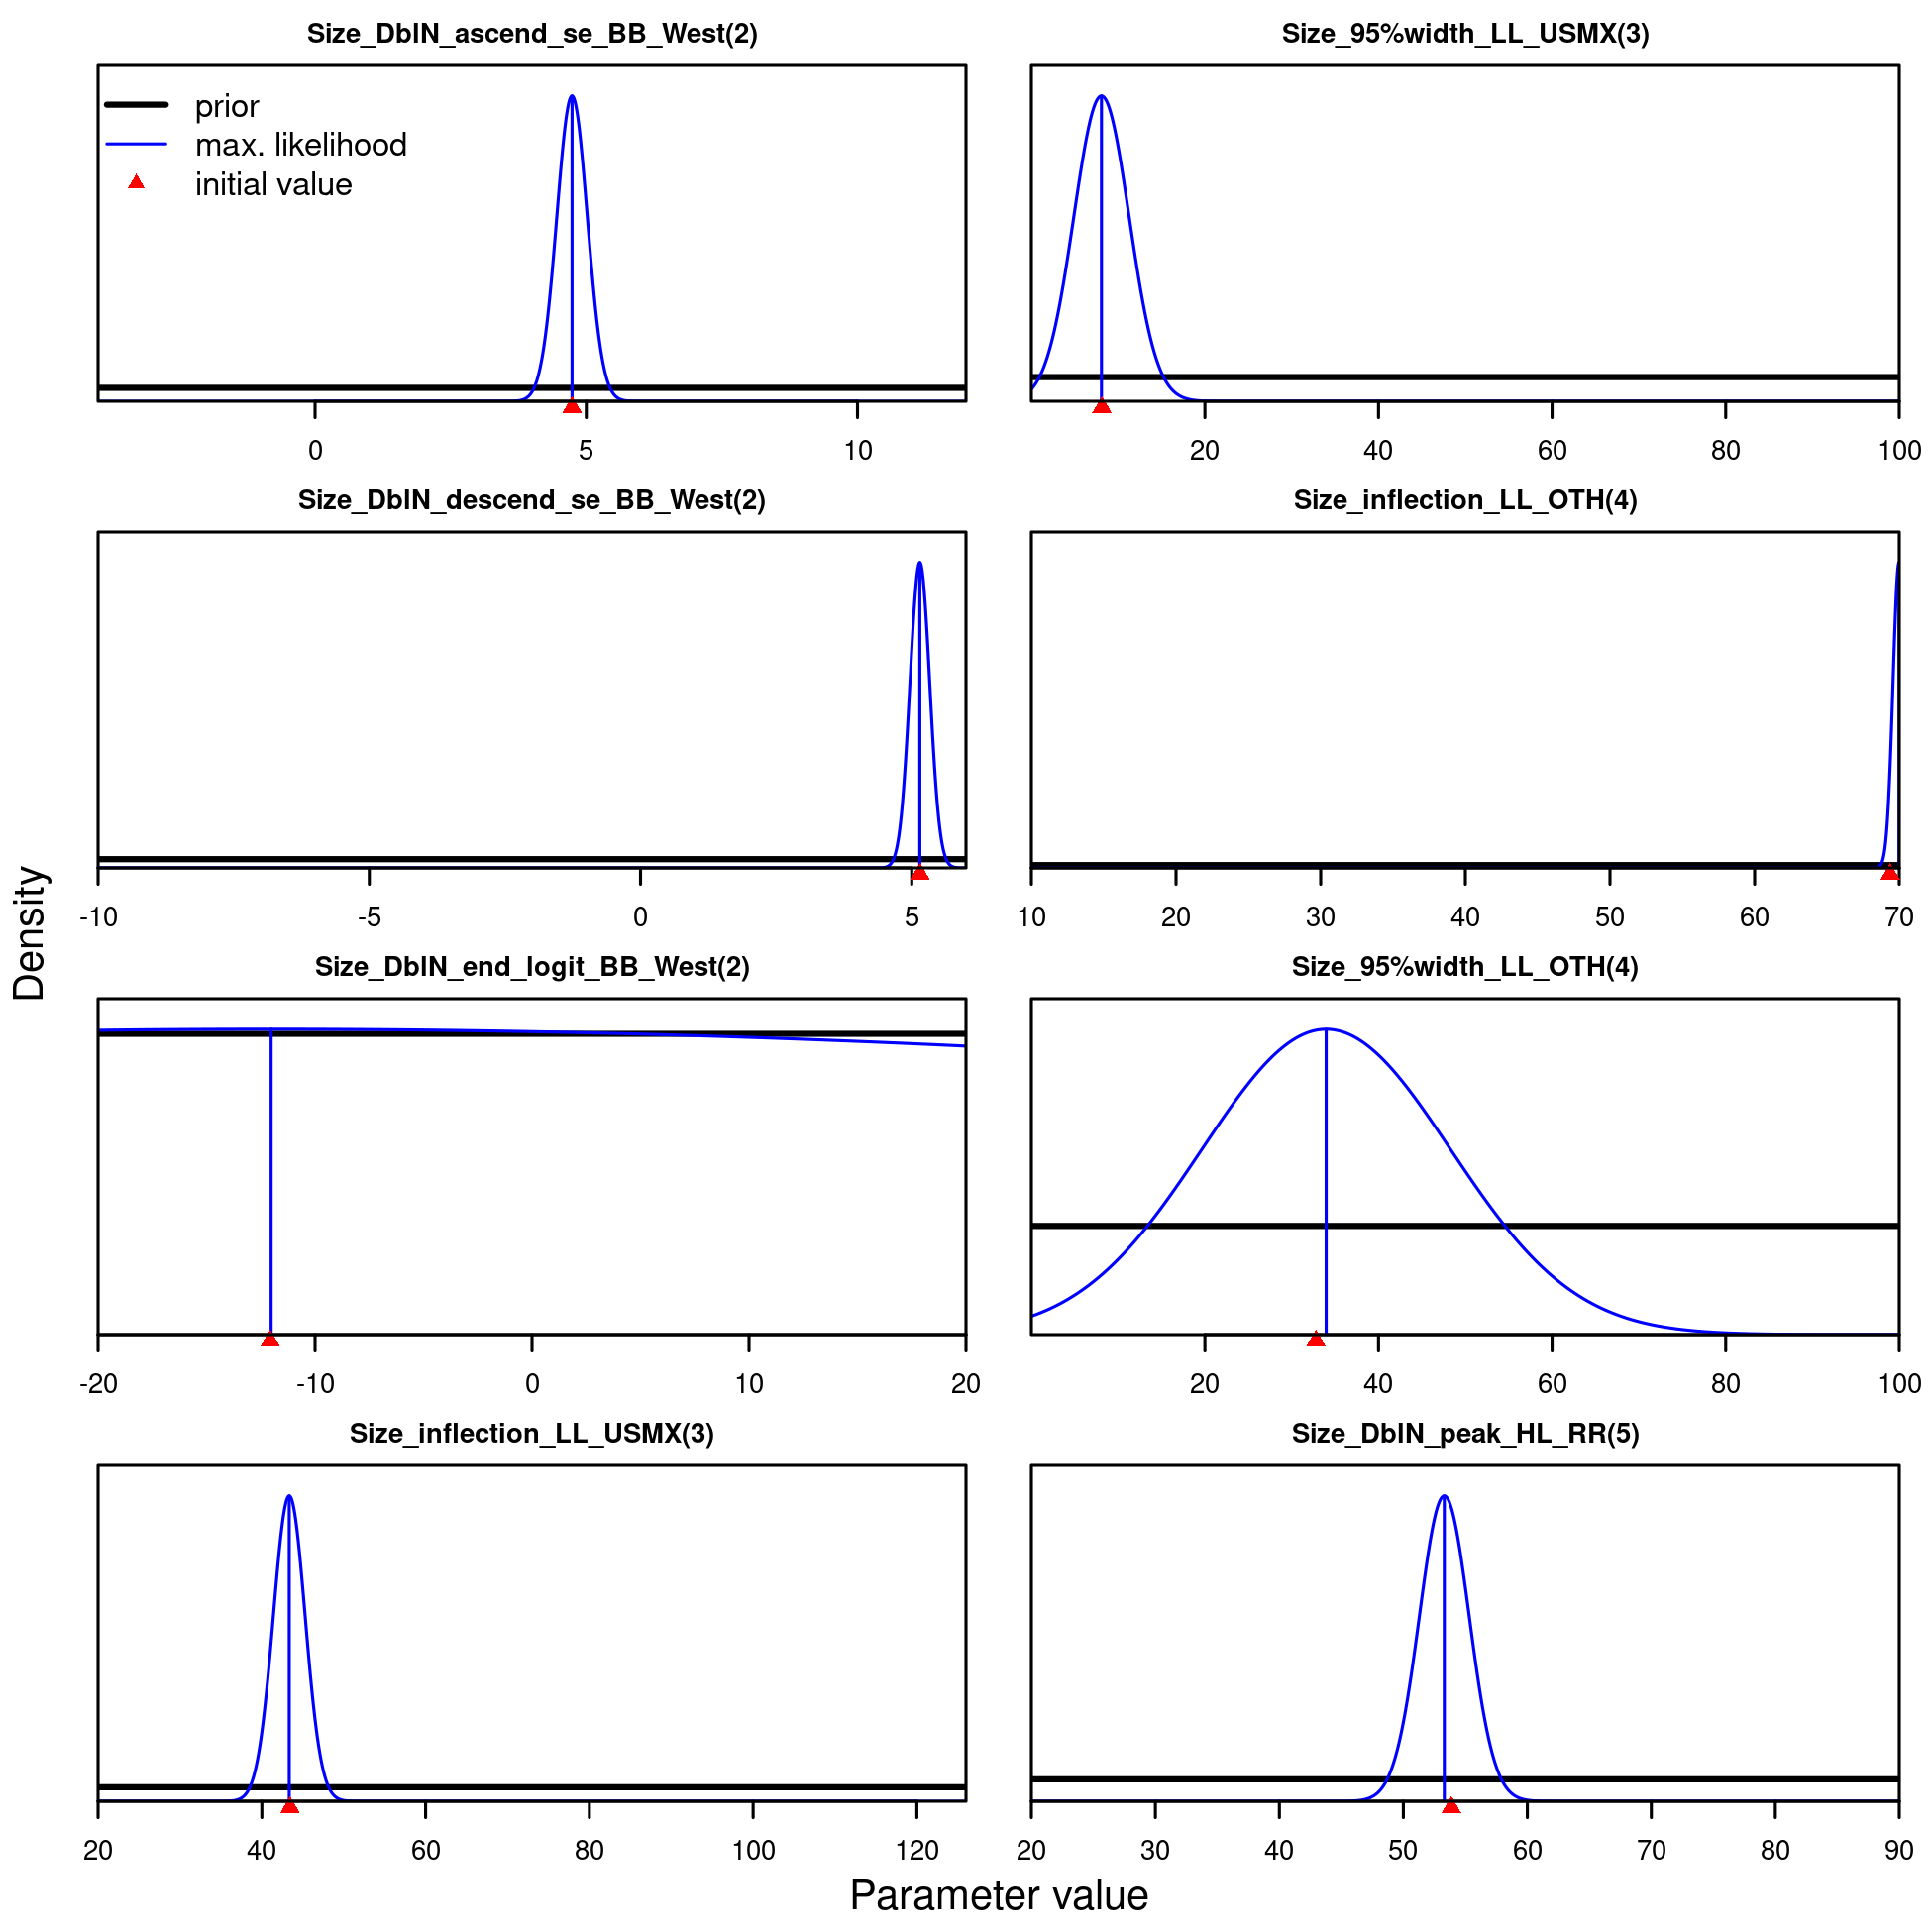 Size_DblN_ascend_se_BB_West(2)
prior
max. likelihood
initial value
0 5 10
Size_95%width_LL_USMX(3)
20 40 60 80 100
Size_DblN_descend_se_BB_West(2)
-10 -5 0 5
Size_inflection_LL_OTH(4)
10 20 30 40 50 60 70
Size_DblN_end_logit_BB_West(2)
-20 -10 0 10 20
Size_95%width_LL_OTH(4)
20 40 60 80 100
Size_inflection_LL_USMX(3)
20 40 60 80 100 120
Size_DblN_peak_HL_RR(5)
20 30 40 50 60 70 80 90
Density
Parameter value